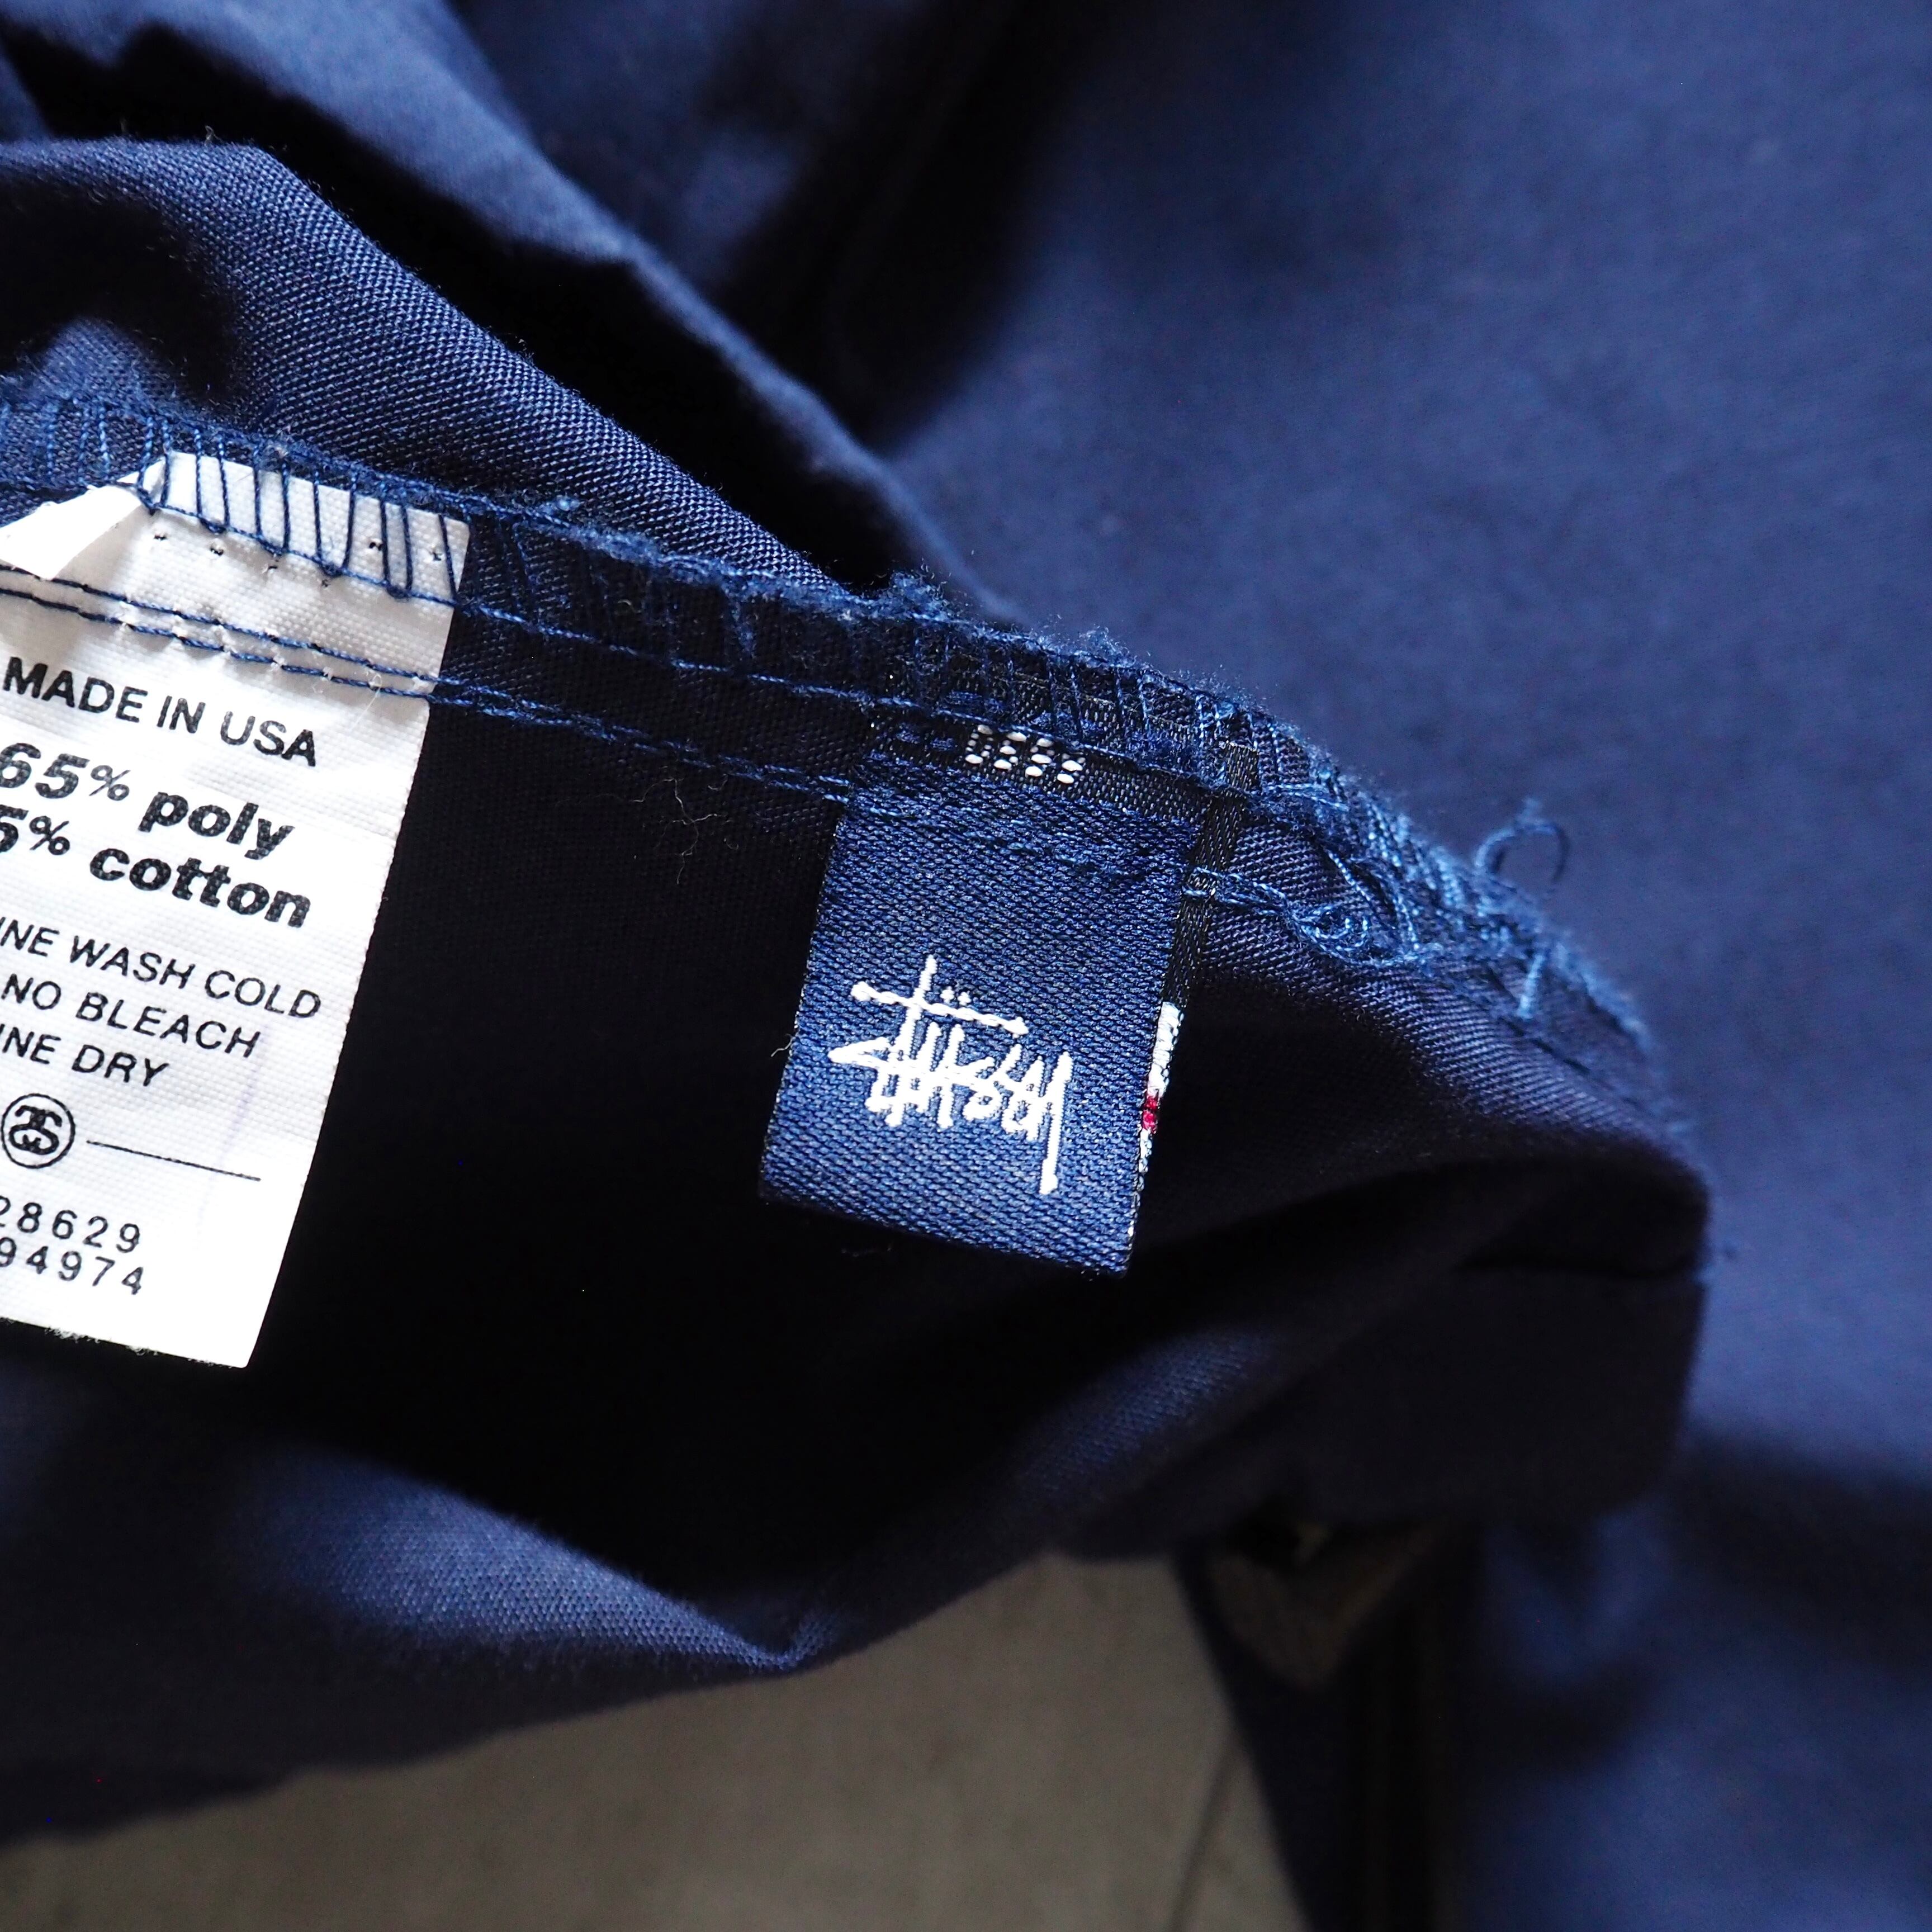 MADE IN USA
65% poly
5% cotton
INE WASH COLD
NO BLEACH
INE DRY
28629
94974
stüssy